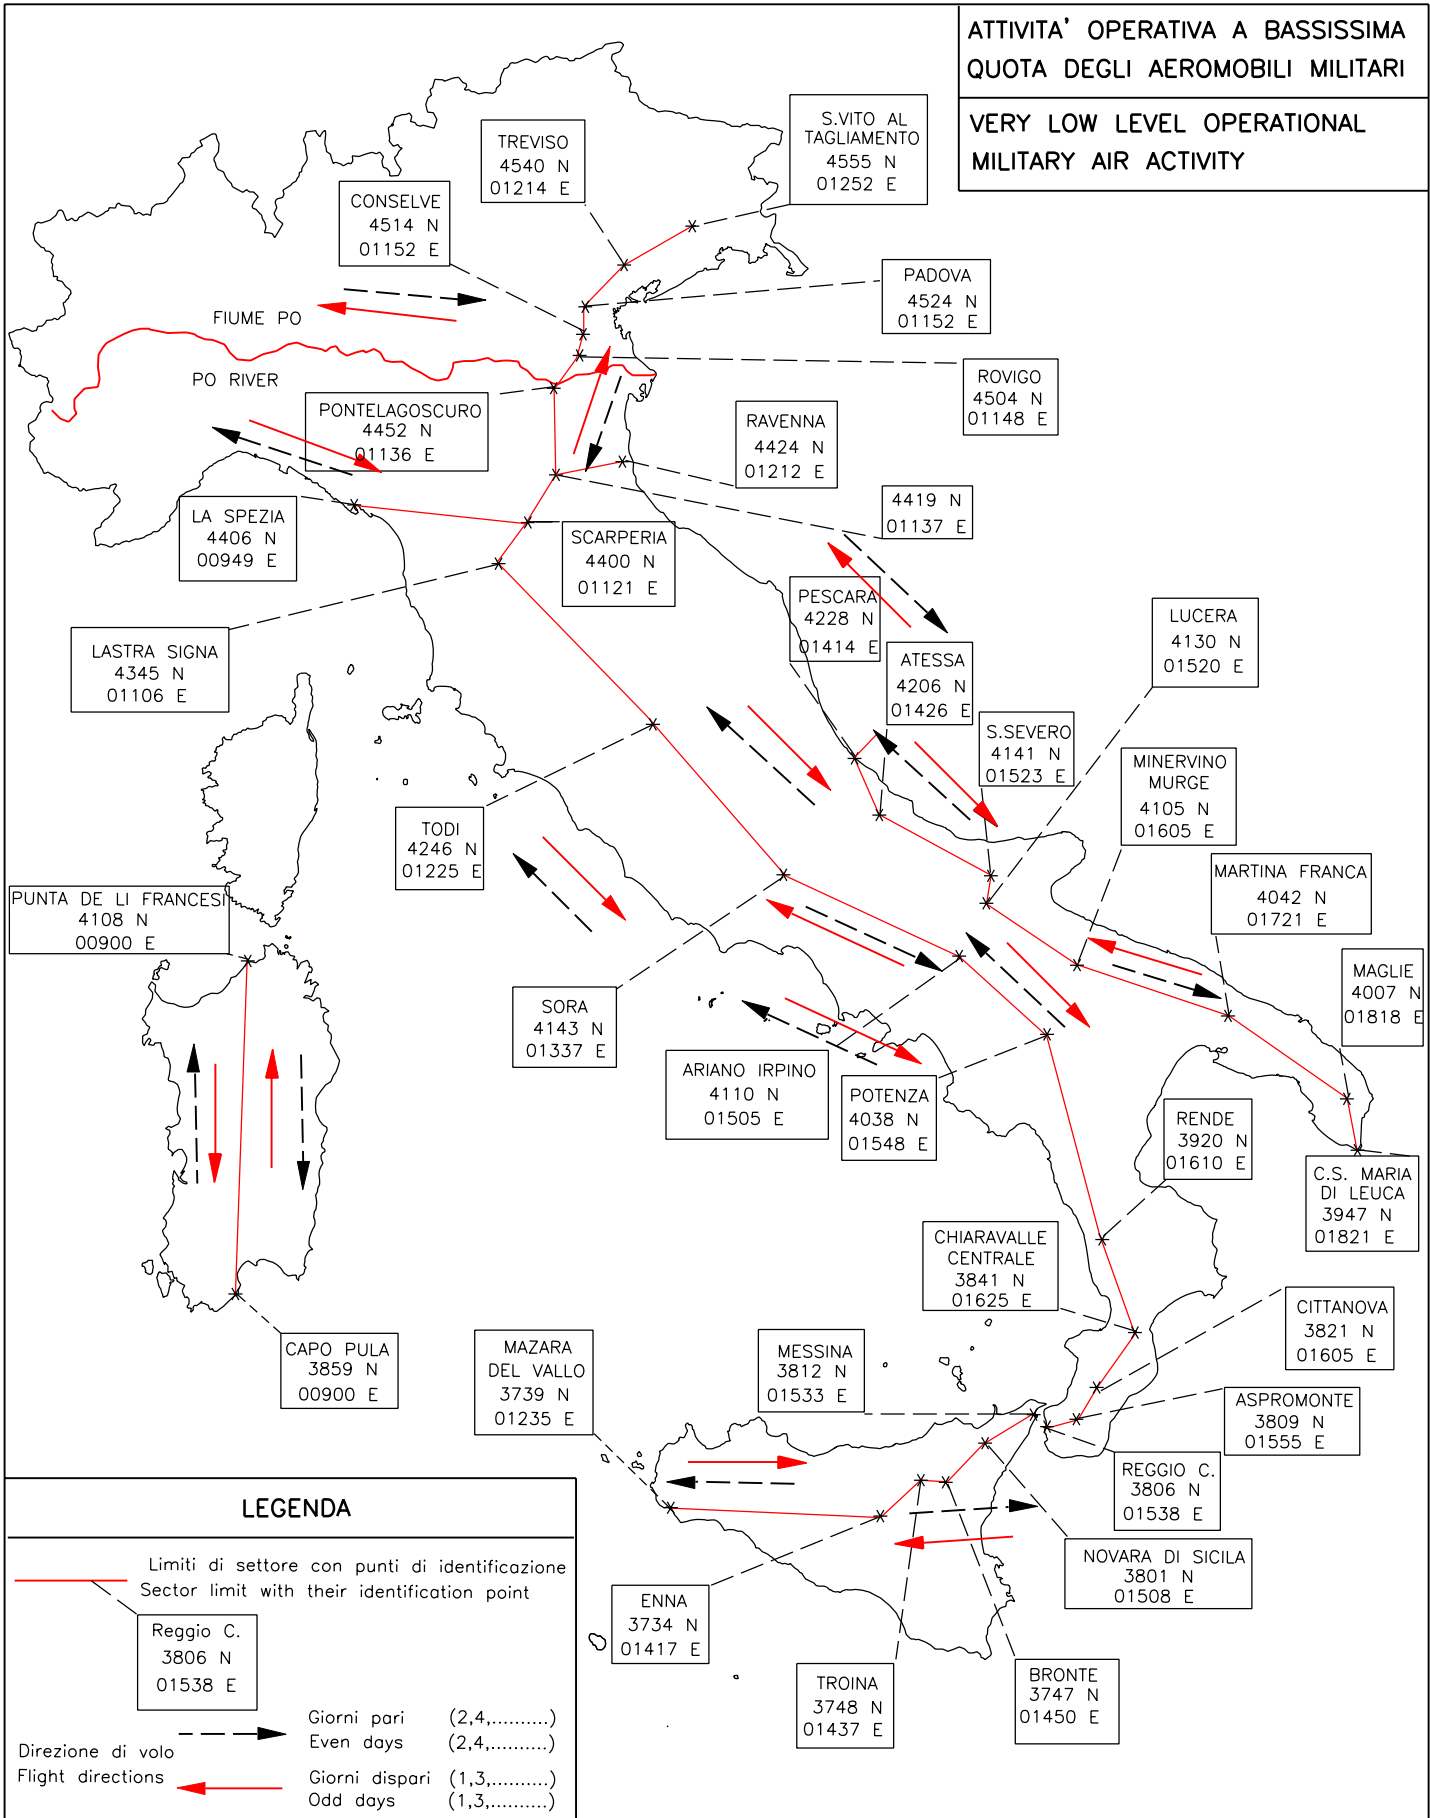 ATTIVITA' OPERATIVA A BASSISSIMA
QUOTA DEGLI AEROMOBILI MILITARI
VERY LOW LEVEL OPERATIONAL
MILITARY AIR ACTIVITY
S.VITO AL
TAGLIAMENTO
4555 N
01252 E
TREVISO
4540 N
01214 E
CONSELVE
4514 N
01152 E
PADOVA
4524 N
01152 E
FIUME PO
PO RIVER
ROVIGO
4504 N
01148 E
PONTELAGOSCURO
4452 N
01136 E
RAVENNA
4424 N
01212 E
4419 N
01137 E
LA SPEZIA
4406 N
00949 E
SCARPERIA
4400 N
01121 E
PESCARA
4228 N
01414 E
LUCERA
4130 N
01520 E
LASTRA SIGNA
4345 N
01106 E
ATESSA
4206 N
01426 E
S.SEVERO
4141 N
01523 E
MINERVINO
MURGE
4105 N
01605 E
TODI
4246 N
01225 E
MARTINA FRANCA
4042 N
01721 E
PUNTA DE LI FRANCESI
4108 N
00900 E
MAGLIE
4007 N
01818 E
SORA
4143 N
01337 E
ARIANO IRPINO
4110 N
01505 E
POTENZA
4038 N
01548 E
RENDE
3920 N
01610 E
C.S. MARIA
DI LEUCA
3947 N
01821 E
CHIARAVALLE
CENTRALE
3841 N
01625 E
CITTANOVA
3821 N
01605 E
CAPO PULA
3859 N
00900 E
MAZARA
DEL VALLO
3739 N
01235 E
MESSINA
3812 N
01533 E
ASPROMONTE
3809 N
01555 E
REGGIO C.
3806 N
01538 E
NOVARA DI SICILA
3801 N
01508 E
ENNA
3734 N
01417 E
TROINA
3748 N
01437 E
BRONTE
3747 N
01450 E
LEGENDA
Limiti di settore con punti di identificazione
Sector limit with their identification point
Reggio C.
3806 N
01538 E
Giorni pari (2,4,..........)
Even days (2,4,..........)
Direzione di volo
Flight directions
Giorni dispari (1,3,..........)
Odd days (1,3,..........)